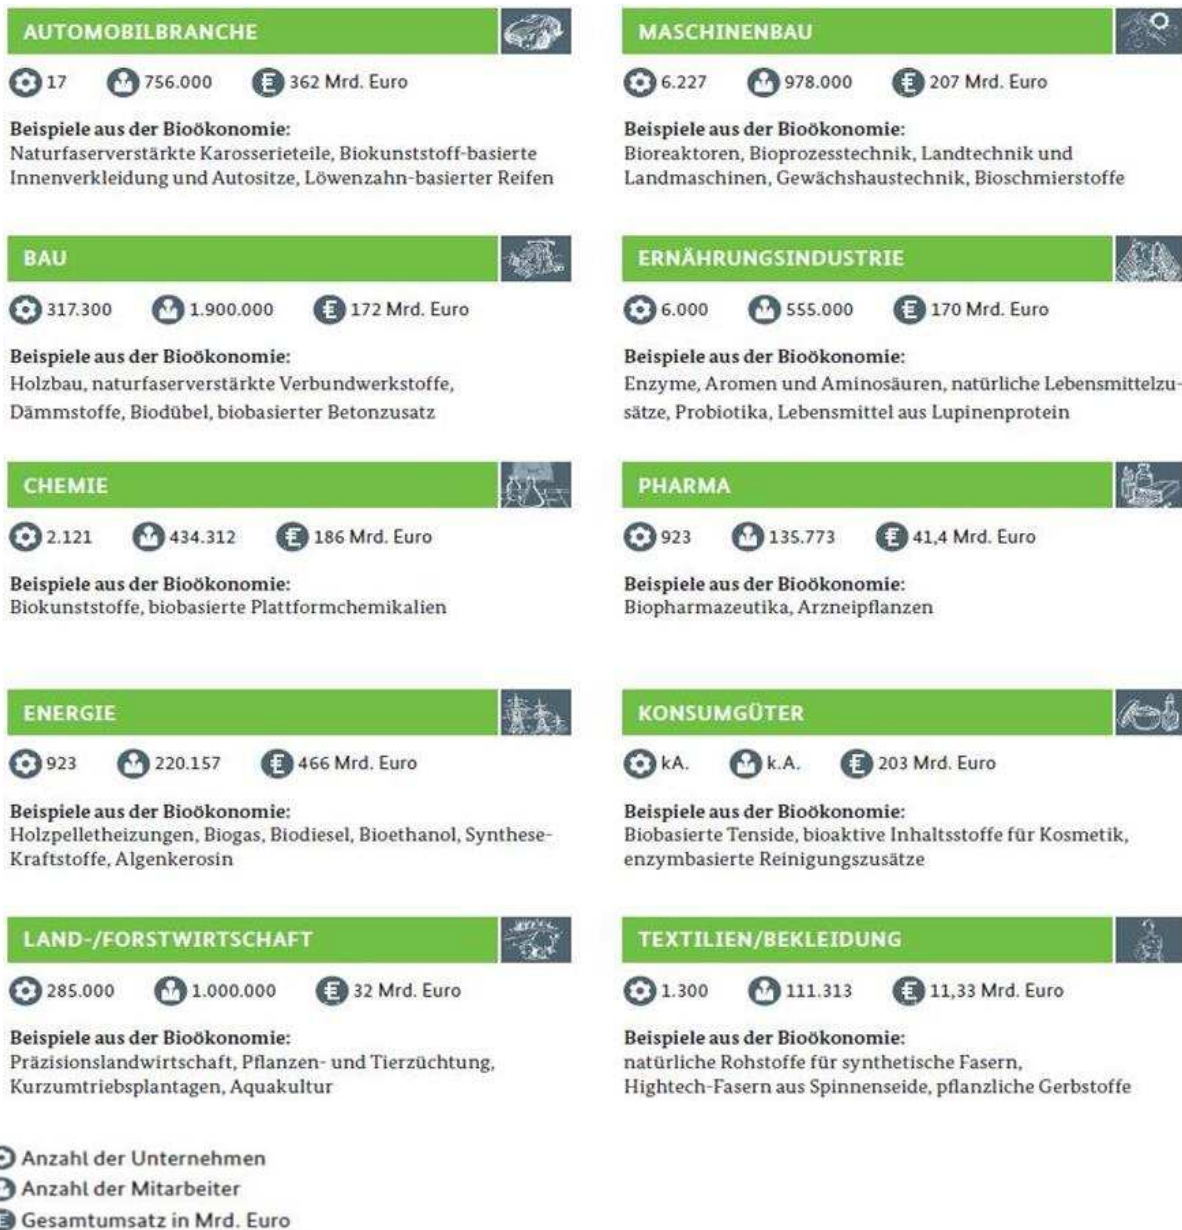 AUTOMOBILBRANCHE
17 756.000 362 Mrd. Euro
Beispiele aus der Bioökonomie:
Naturfaserverstärkte Karosserieteile, Biokunststoff-basierte
Innenverkleidung und Autositze, Löwenzahn-basierter Reifen
MASCHINENBAU
6.227 978.000 207 Mrd. Euro
Beispiele aus der Bioökonomie:
Bioreaktoren, Bioprozesstechnik, Landtechnik und
Landmaschinen, Gewächshaustechnik, Bioschmierstoffe
BAU
317.300 1.900.000 172 Mrd. Euro
Beispiele aus der Bioökonomie:
Holzbau, naturfaserverstärkte Verbundwerkstoffe,
Dämmstoffe, Biodübel, biobasierter Betonzusatz
ERNÄHRUNGSINDUSTRIE
6.000 555.000 170 Mrd. Euro
Beispiele aus der Bioökonomie:
Enzyme, Aromen und Aminosäuren, natürliche Lebensmittelzu-
sätze, Probiotika, Lebensmittel aus Lupinenprotein
CHEMIE
2.121 434.312 186 Mrd. Euro
Beispiele aus der Bioökonomie:
Biokunststoffe, biobasierte Plattformchemikalien
PHARMA
923 135.773 41,4 Mrd. Euro
Beispiele aus der Bioökonomie:
Biopharmazeutika, Arzneipflanzen
ENERGIE
923 220.157 466 Mrd. Euro
Beispiele aus der Bioökonomie:
Holzpelletheizungen, Biogas, Biodiesel, Bioethanol, Synthese-
Kraftstoffe, Algenkerosin
KONSUMGÜTER
kA. k.A. 203 Mrd. Euro
Beispiele aus der Bioökonomie:
Biobasierte Tenside, bioaktive Inhaltsstoffe für Kosmetik,
enzymbasierte Reinigungszusätze
LAND-/FORSTWIRTSCHAFT
285.000 1.000.000 32 Mrd. Euro
Beispiele aus der Bioökonomie:
Präzisionslandwirtschaft, Pflanzen- und Tierzüchtung,
Kurzumtriebsplantagen, Aquakultur
TEXTILIEN/BEKLEIDUNG
1.300 111.313 11,33 Mrd. Euro
Beispiele aus der Bioökonomie:
natürliche Rohstoffe für synthetische Fasern,
Hightech-Fasern aus Spinnenseide, pflanzliche Gerbstoffe
Anzahl der Unternehmen
Anzahl der Mitarbeiter
Gesamtumsatz in Mrd. Euro